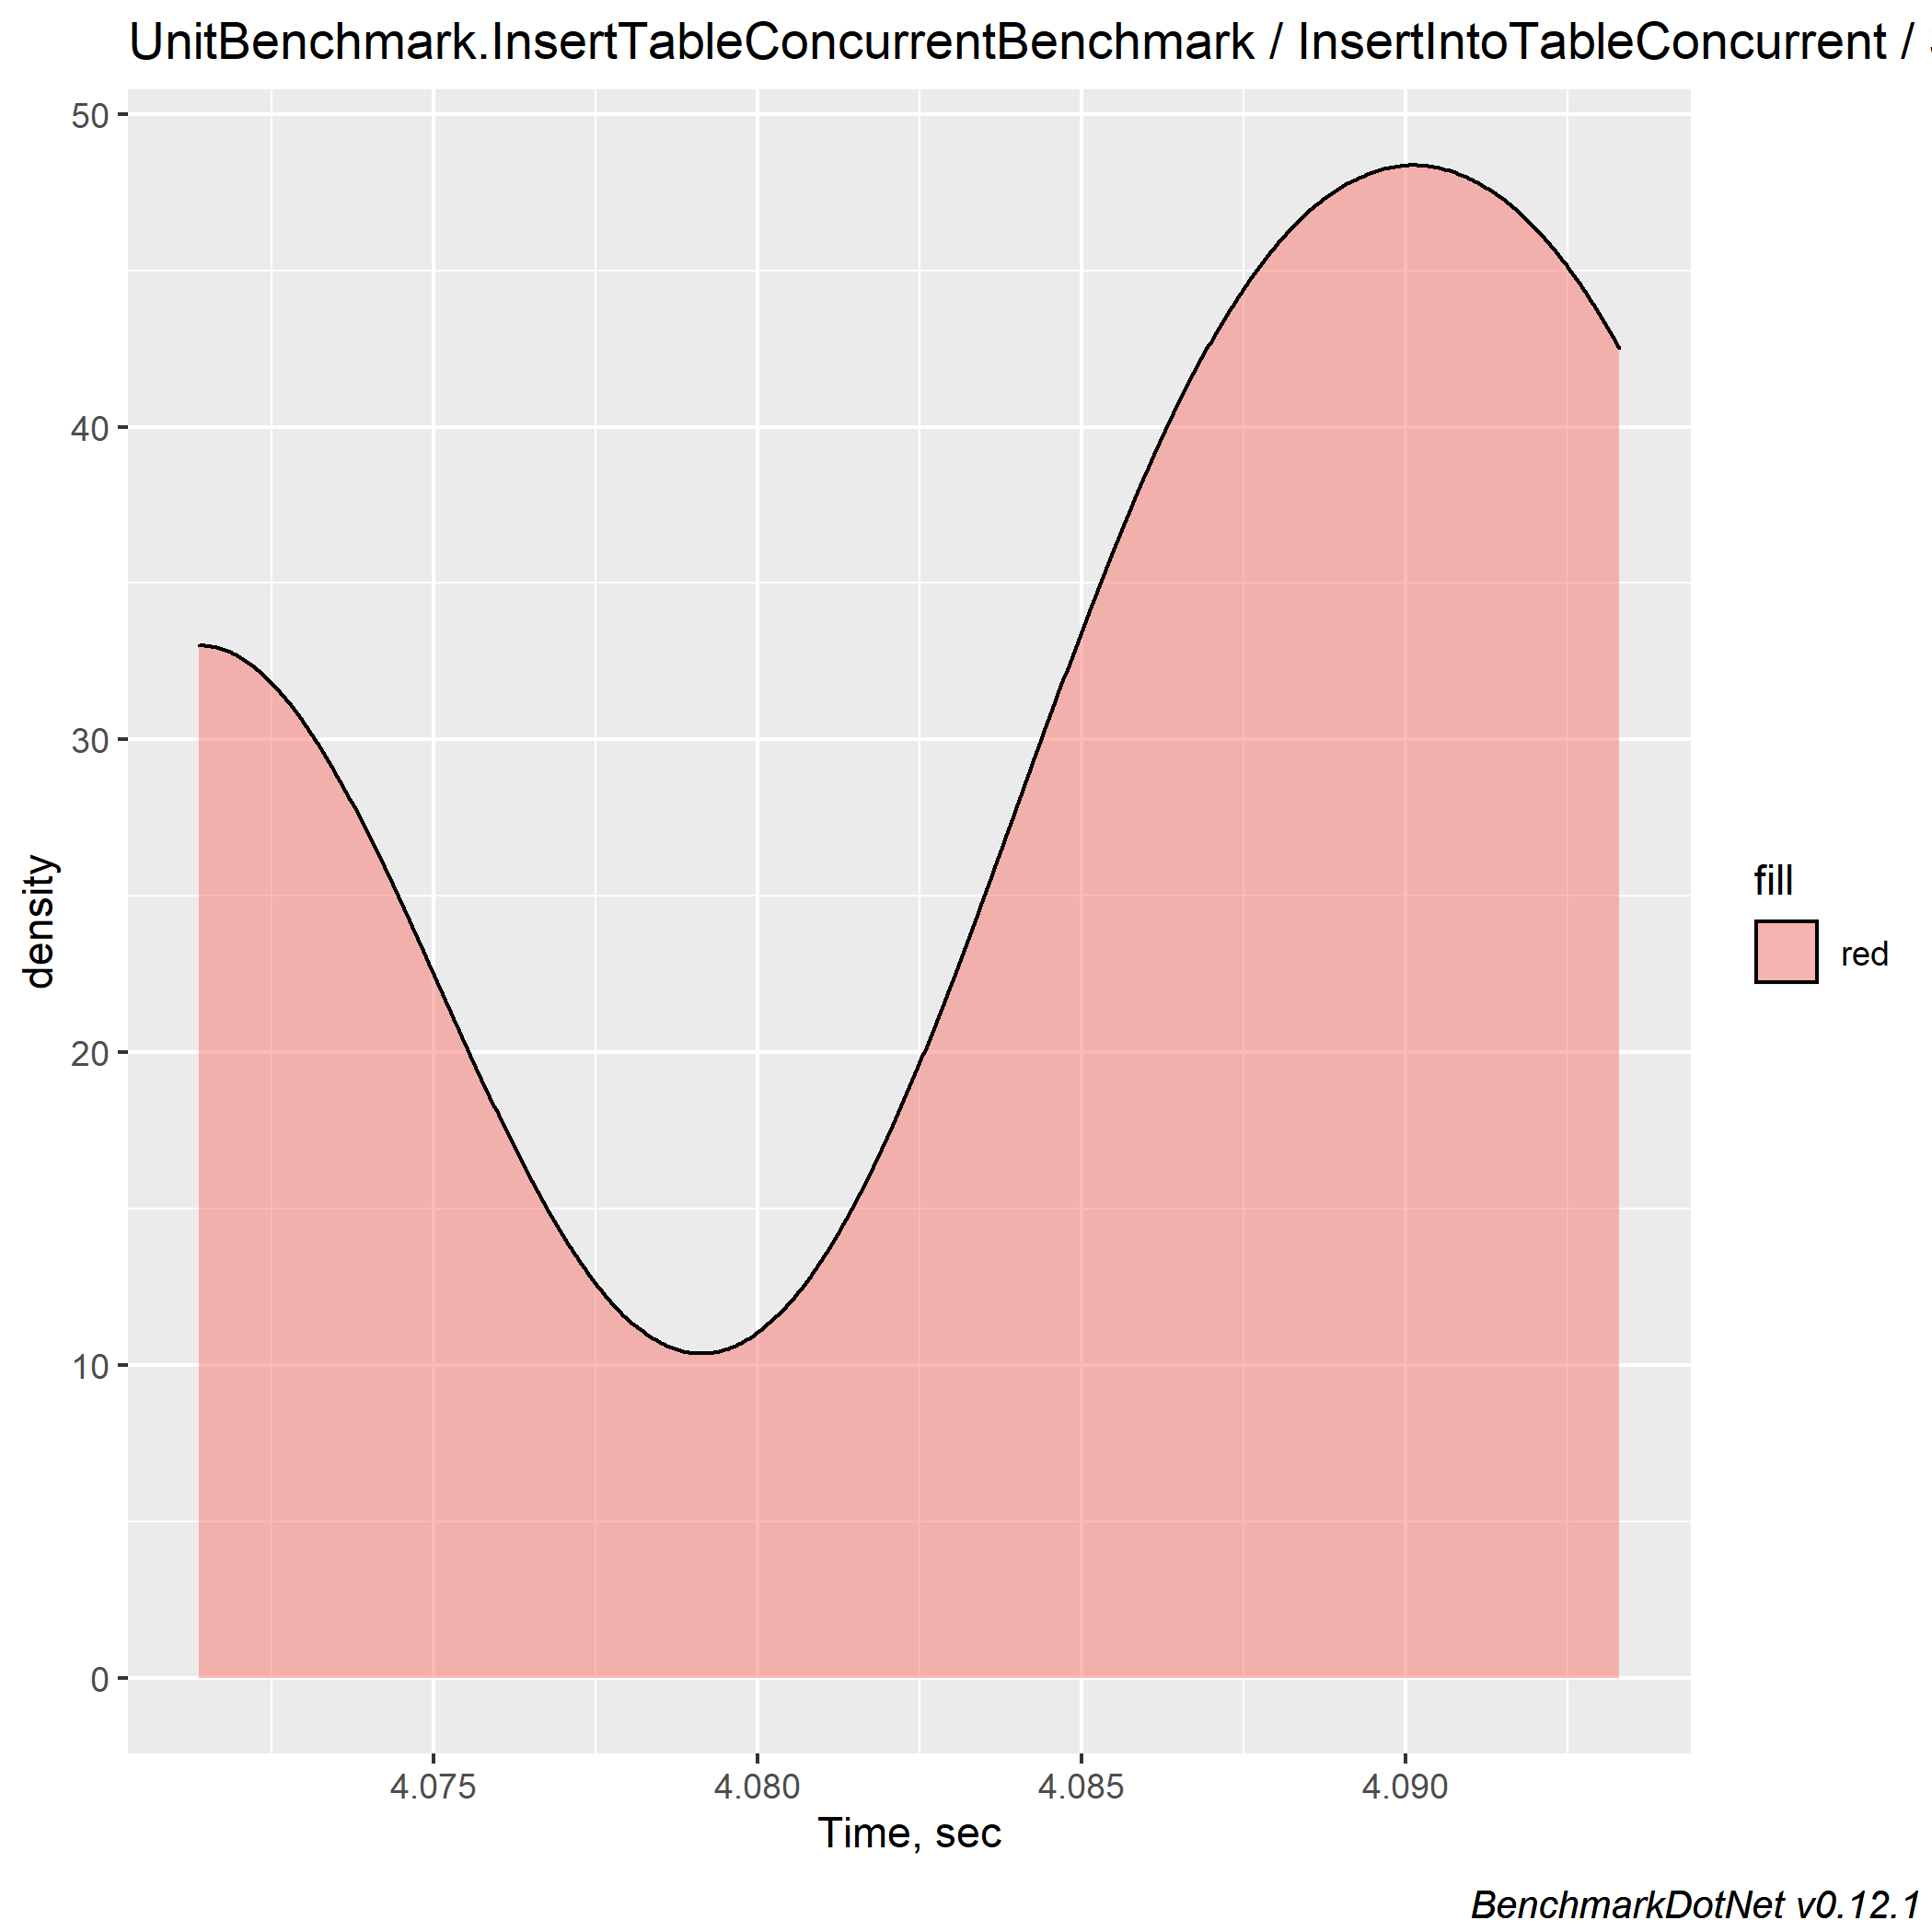 UnitBenchmark.InsertTableConcurrentBenchmark / InsertIntoTableConcurrent /
50
40
30
20
10
0
density
4.075 4.080 4.085 4.090
Time, sec
fill
red
BenchmarkDotNet v0.12.1